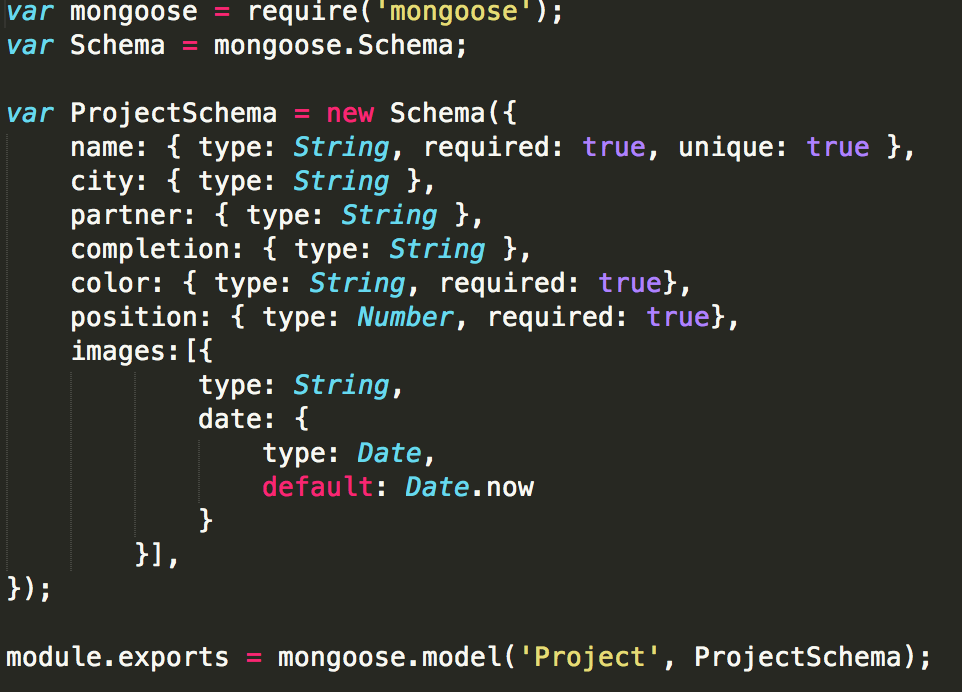 var mongoose = require('mongoose');
var Schema = mongoose.Schema;

var ProjectSchema = new Schema({
    name: { type: String, required: true, unique: true },
    city: { type: String },
    partner: { type: String },
    completion: { type: String },
    color: { type: String, required: true},
    position: { type: Number, required: true},
    images:[{
            type: String,
            date: {
                type: Date,
                default: Date.now
            }
        }],
});

module.exports = mongoose.model('Project', ProjectSchema);